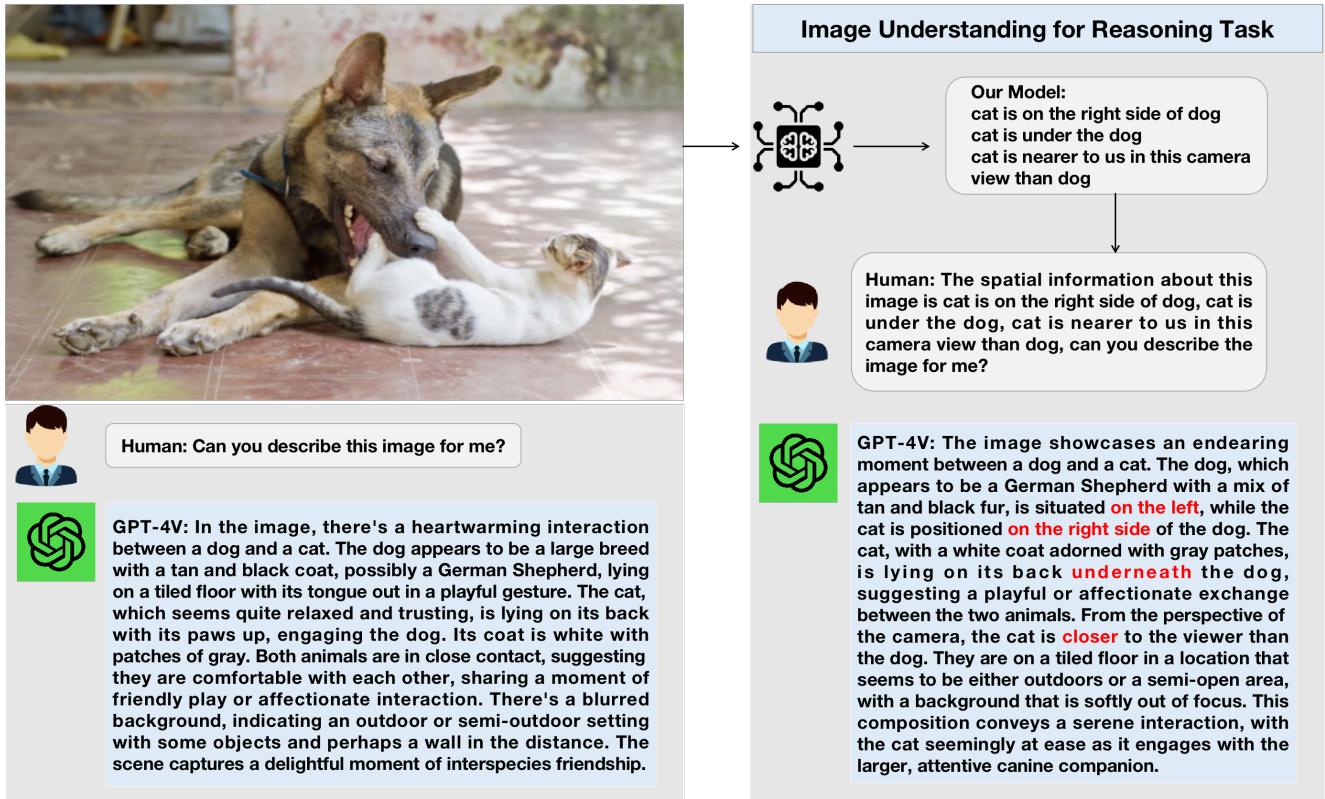 Human: Can you describe this image for me?
GPT-4V: In the image, there's a heartwarming interaction
between a dog and a cat. The dog appears to be a large breed
with a tan and black coat, possibly a German Shepherd, lying
on a tiled floor with its tongue out in a playful gesture. The cat,
which seems quite relaxed and trusting, is lying on its back
with its paws up, engaging the dog. Its coat is white with
patches of gray. Both animals are in close contact, suggesting
they are comfortable with each other, sharing a moment of
friendly play or affectionate interaction. There's a blurred
background, indicating an outdoor or semi-outdoor setting
with some objects and perhaps a wall in the distance. The
scene captures a delightful moment of interspecies friendship.
Image Understanding for Reasoning Task
Our Model:
cat is on the right side of dog
cat is under the dog
cat is nearer to us in this camera
view than dog
Human: The spatial information about this
image is cat is on the right side of dog, cat is
under the dog, cat is nearer to us in this
camera view than dog, can you describe the
image for me?
GPT-4V: The image showcases an endearing
moment between a dog and a cat. The dog, which
appears to be a German Shepherd with a mix of
tan and black fur, is situated on the left, while the
cat is positioned on the right side of the dog. The
cat, with a white coat adorned with gray patches,
is lying on its back underneath the dog,
suggesting a playful or affectionate exchange
between the two animals. From the perspective of
the camera, the cat is closer to the viewer than
the dog. They are on a tiled floor in a location that
seems to be either outdoors or a semi-open area,
with a background that is softly out of focus. This
composition conveys a serene interaction, with
the cat seemingly at ease as it engages with the
larger, attentive canine companion.